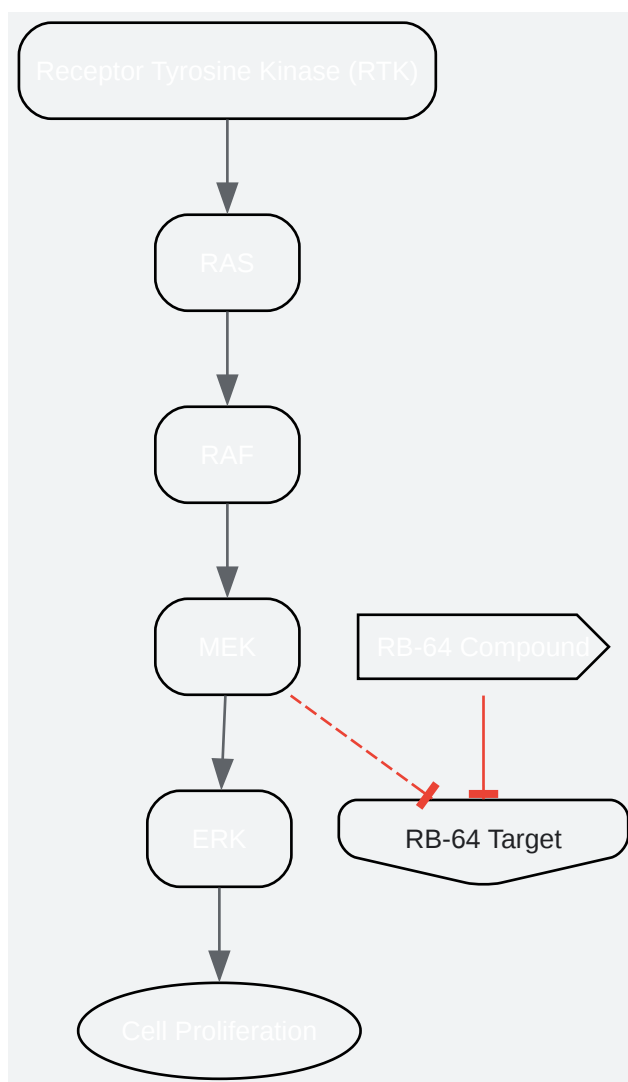 Receptor Tyrosine Kinase (RTK)
RAS
RAF
MEK
RB-64 Compound
ERK
RB-64 Target
Cell Proliferation